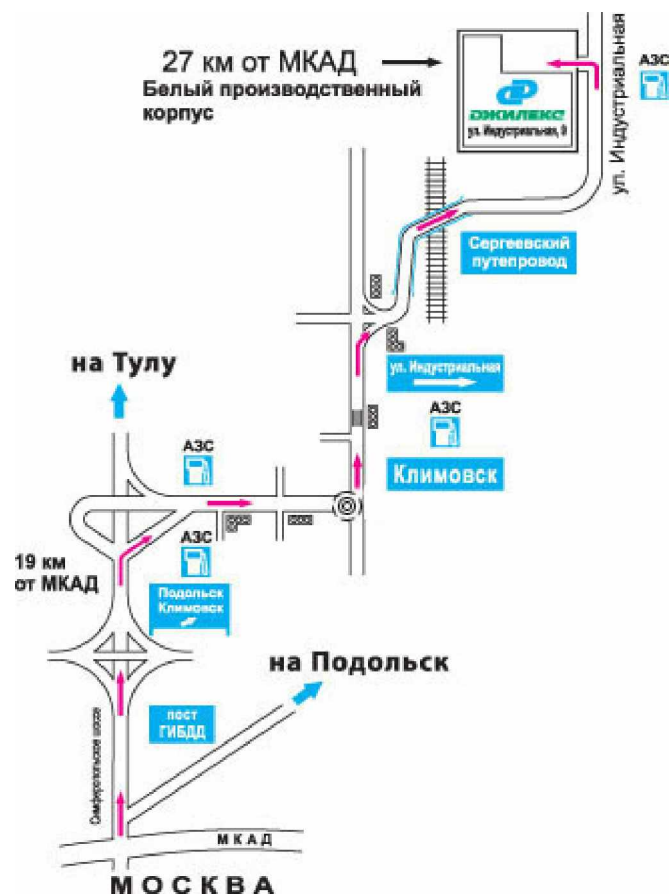 27 км от МКАД
Белый производственный
корпус
ДЖИЛЕКС
ул. Индустриальная, 9
ул. Индустриальная
АЗС
Сергеевский
путепровод
на Тулу
ул. Индустриальная
АЗС
АЗС
Климовск
АЗС
19 км
от МКАД
Подольск
Климовск
на Подольск
пост
ГИБДД
Симферопольское шоссе
МКАД
МОСКВА